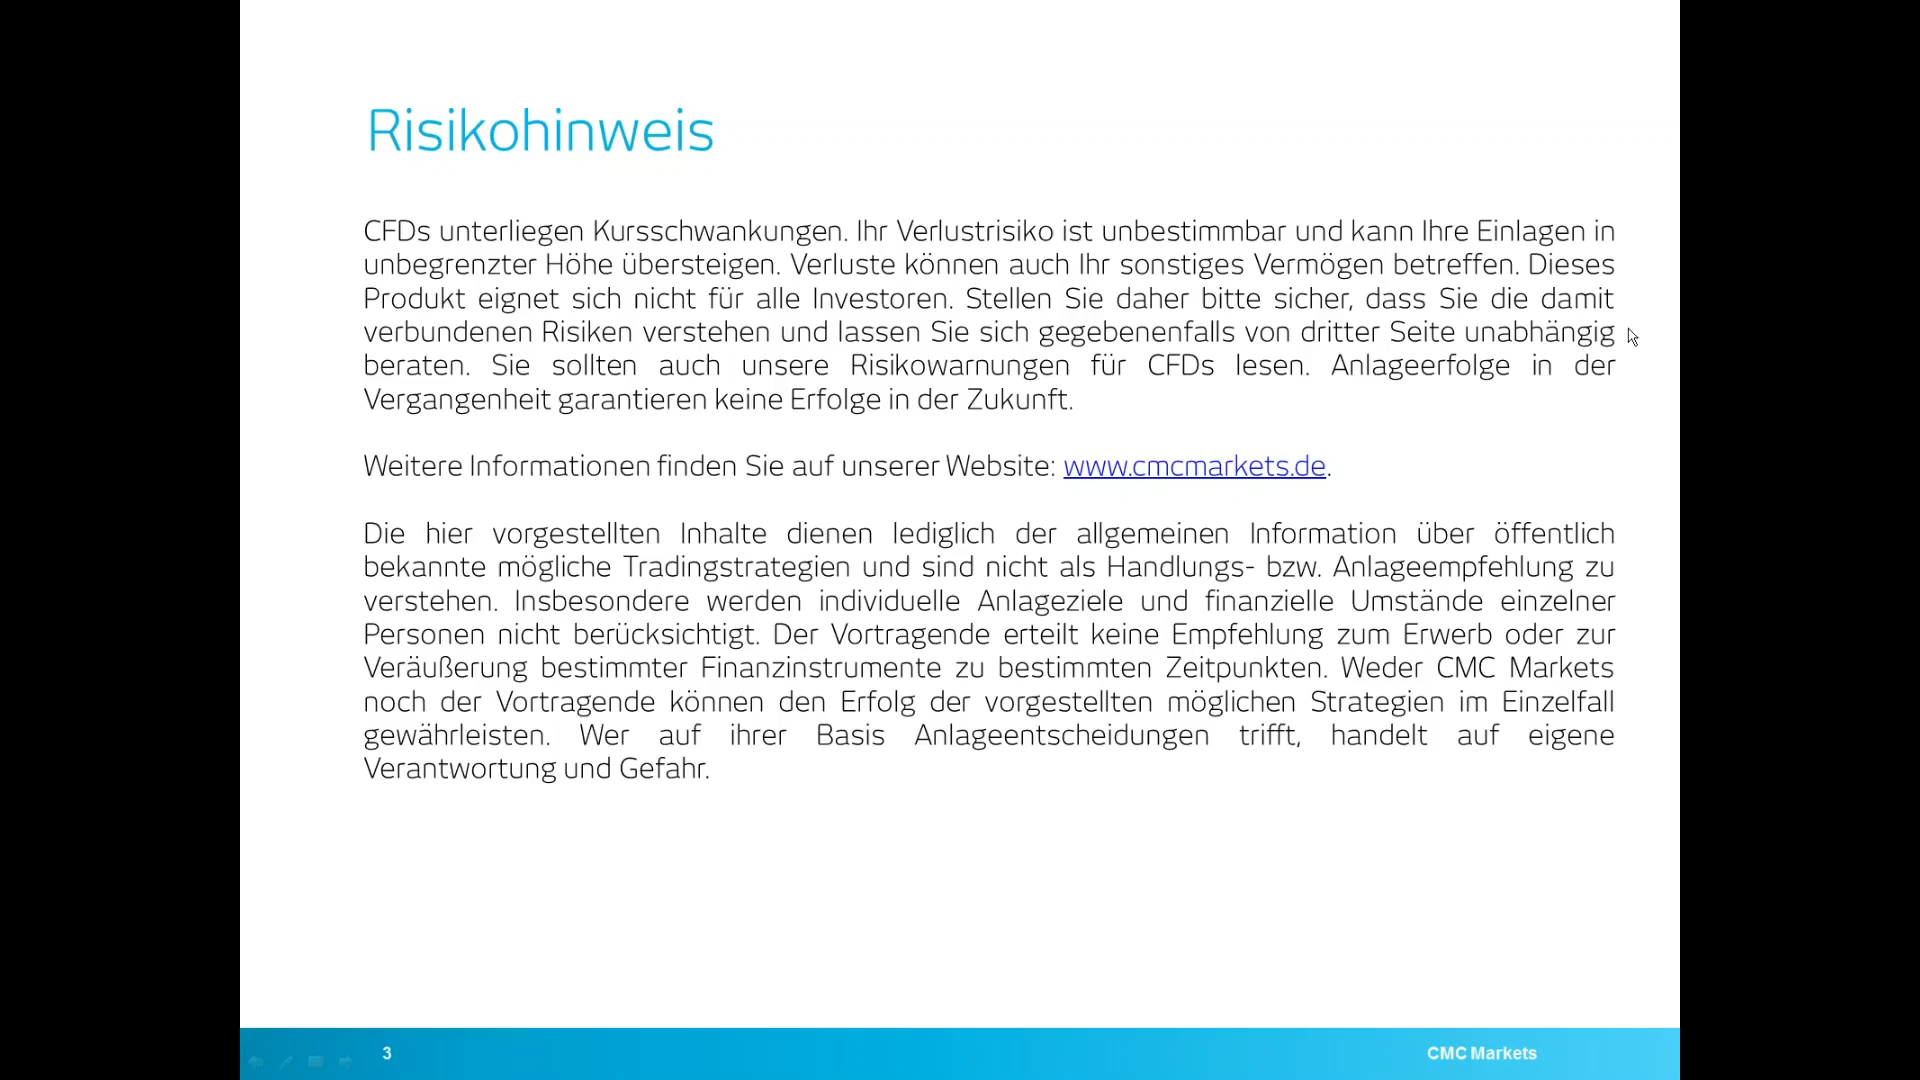 Risikohinweis
CFDs unterliegen Kursschwankungen. Ihr Verlustrisiko ist unbestimmbar und kann Ihre Einlagen in
unbegrenzter Höhe übersteigen. Verluste können auch Ihr sonstiges Vermögen betreffen. Dieses
Produkt eignet sich nicht für alle Investoren. Stellen Sie daher bitte sicher, dass Sie die damit
verbundenen Risiken verstehen und lassen Sie sich gegebenenfalls von dritter Seite unabhängig
beraten. Sie sollten auch unsere Risikowarnungen für CFDs lesen. Anlageerfolge in der
Vergangenheit garantieren keine Erfolge in der Zukunft.
Weitere Informationen finden Sie auf unserer Website: www.cmcmarkets.de.
Die hier vorgestellten Inhalte dienen lediglich der allgemeinen Information über öffentlich
bekannte mögliche Tradingstrategien und sind nicht als Handlungs- bzw. Anlageempfehlung zu
verstehen. Insbesondere werden individuelle Anlageziele und finanzielle Umstände einzelner
Personen nicht berücksichtigt. Der Vortragende erteilt keine Empfehlung zum Erwerb oder zur
Veräußerung bestimmter Finanzinstrumente zu bestimmten Zeitpunkten. Weder CMC Markets
noch der Vortragende können den Erfolg der vorgestellten möglichen Strategien im Einzelfall
gewährleisten. Wer auf ihrer Basis Anlageentscheidungen trifft, handelt auf eigene
Verantwortung und Gefahr.
3
CMC Markets